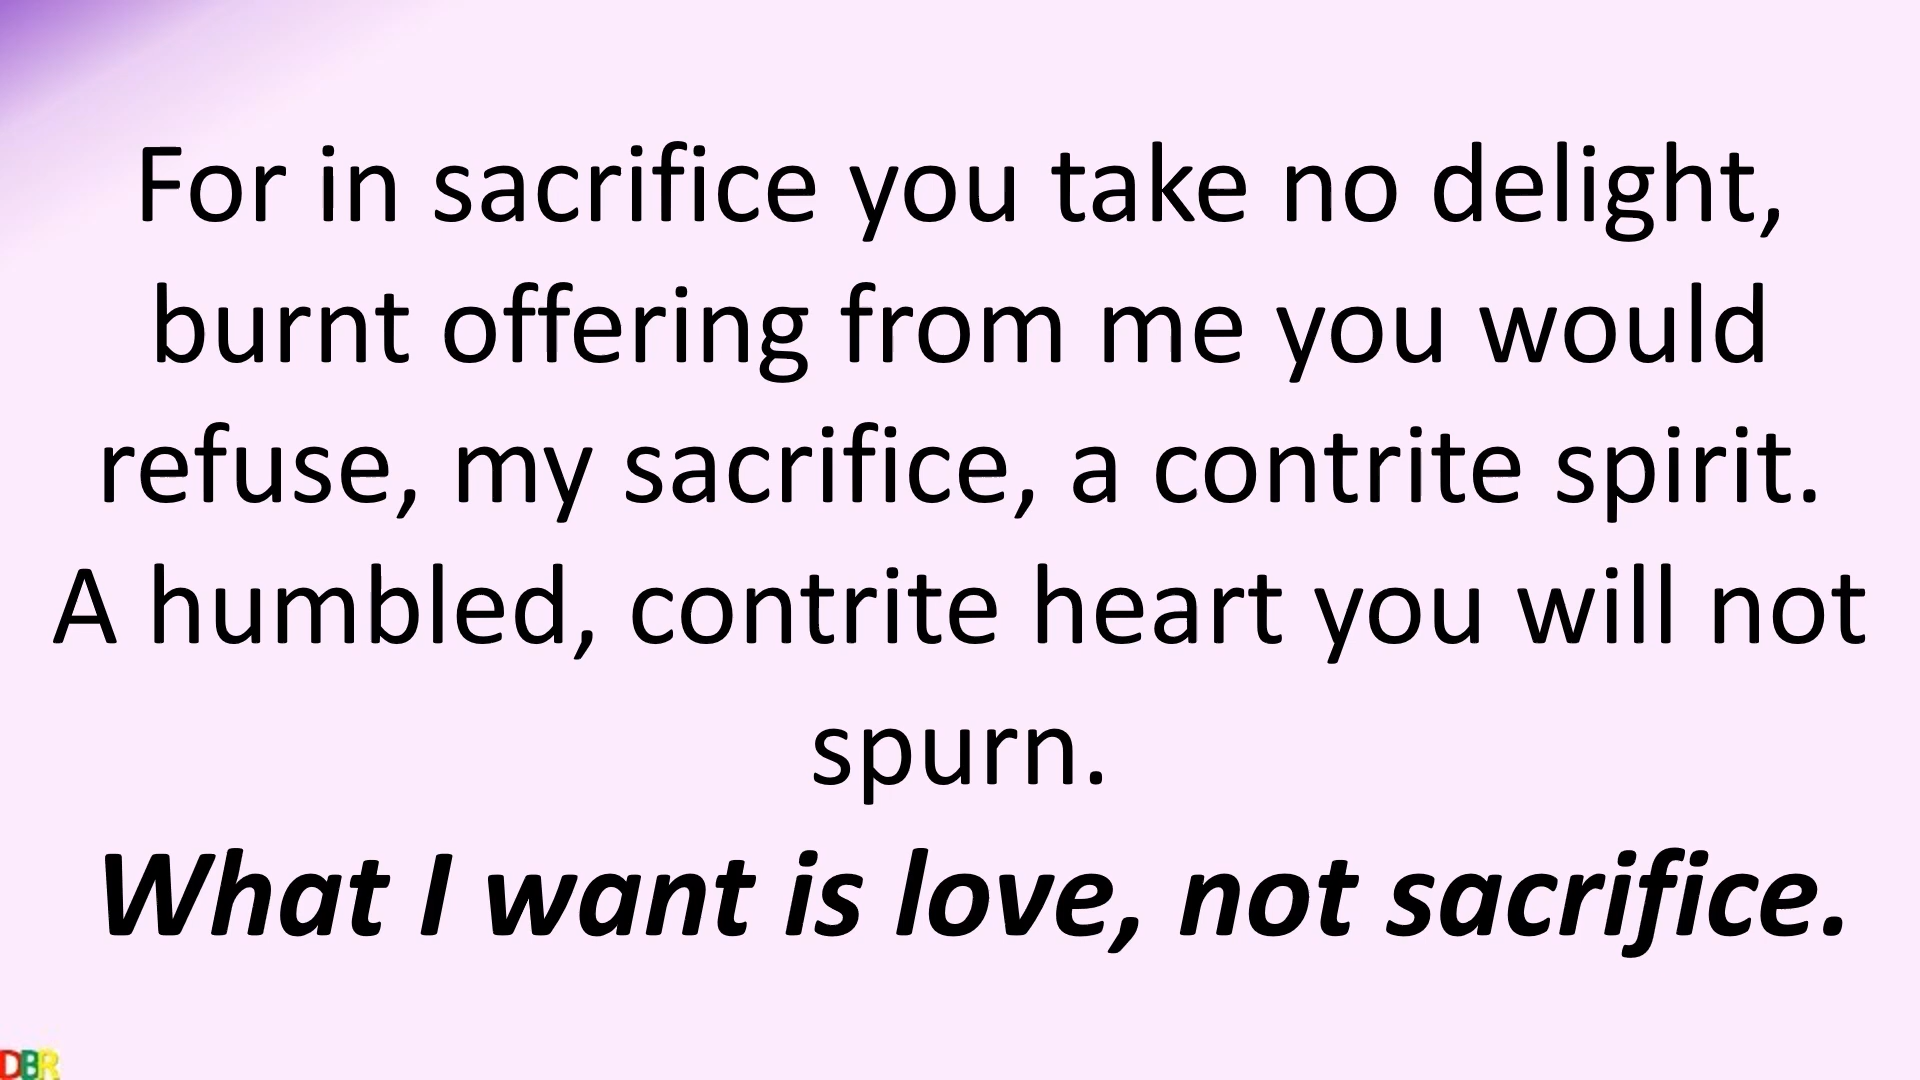 For in sacrifice you take no delight,
burnt offering from me you would
refuse, my sacrifice, a contrite spirit.
A humbled, contrite heart you will not
spurn.
What I want is love, not sacrifice.
DBR